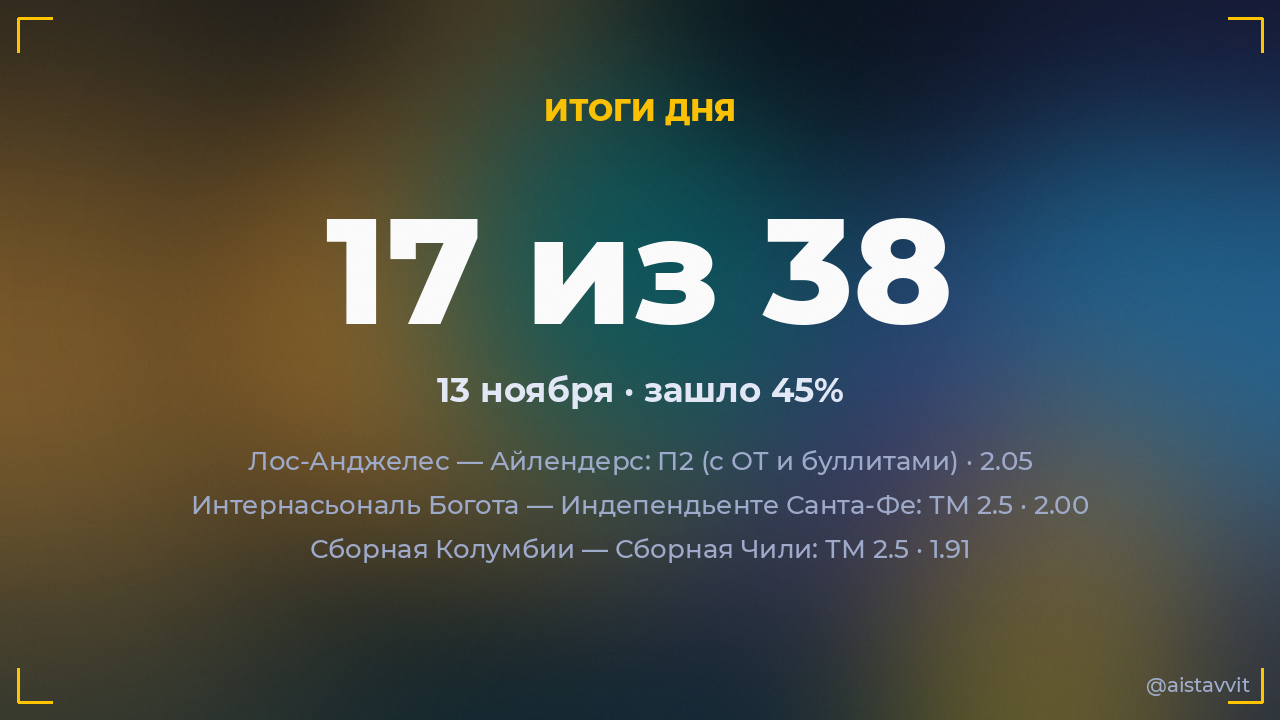 ИТОГИ ДНЯ
17 из 38
13 ноября · зашло 45%
Лос-Анджелес — Айлендерс: П2 (с ОТ и буллитами) · 2.05
Интернасьональ Богота — Индепендьенте Санта-Фе: ТМ 2.5 · 2.00
Сборная Колумбии — Сборная Чили: ТМ 2.5 · 1.91
@aistavvit